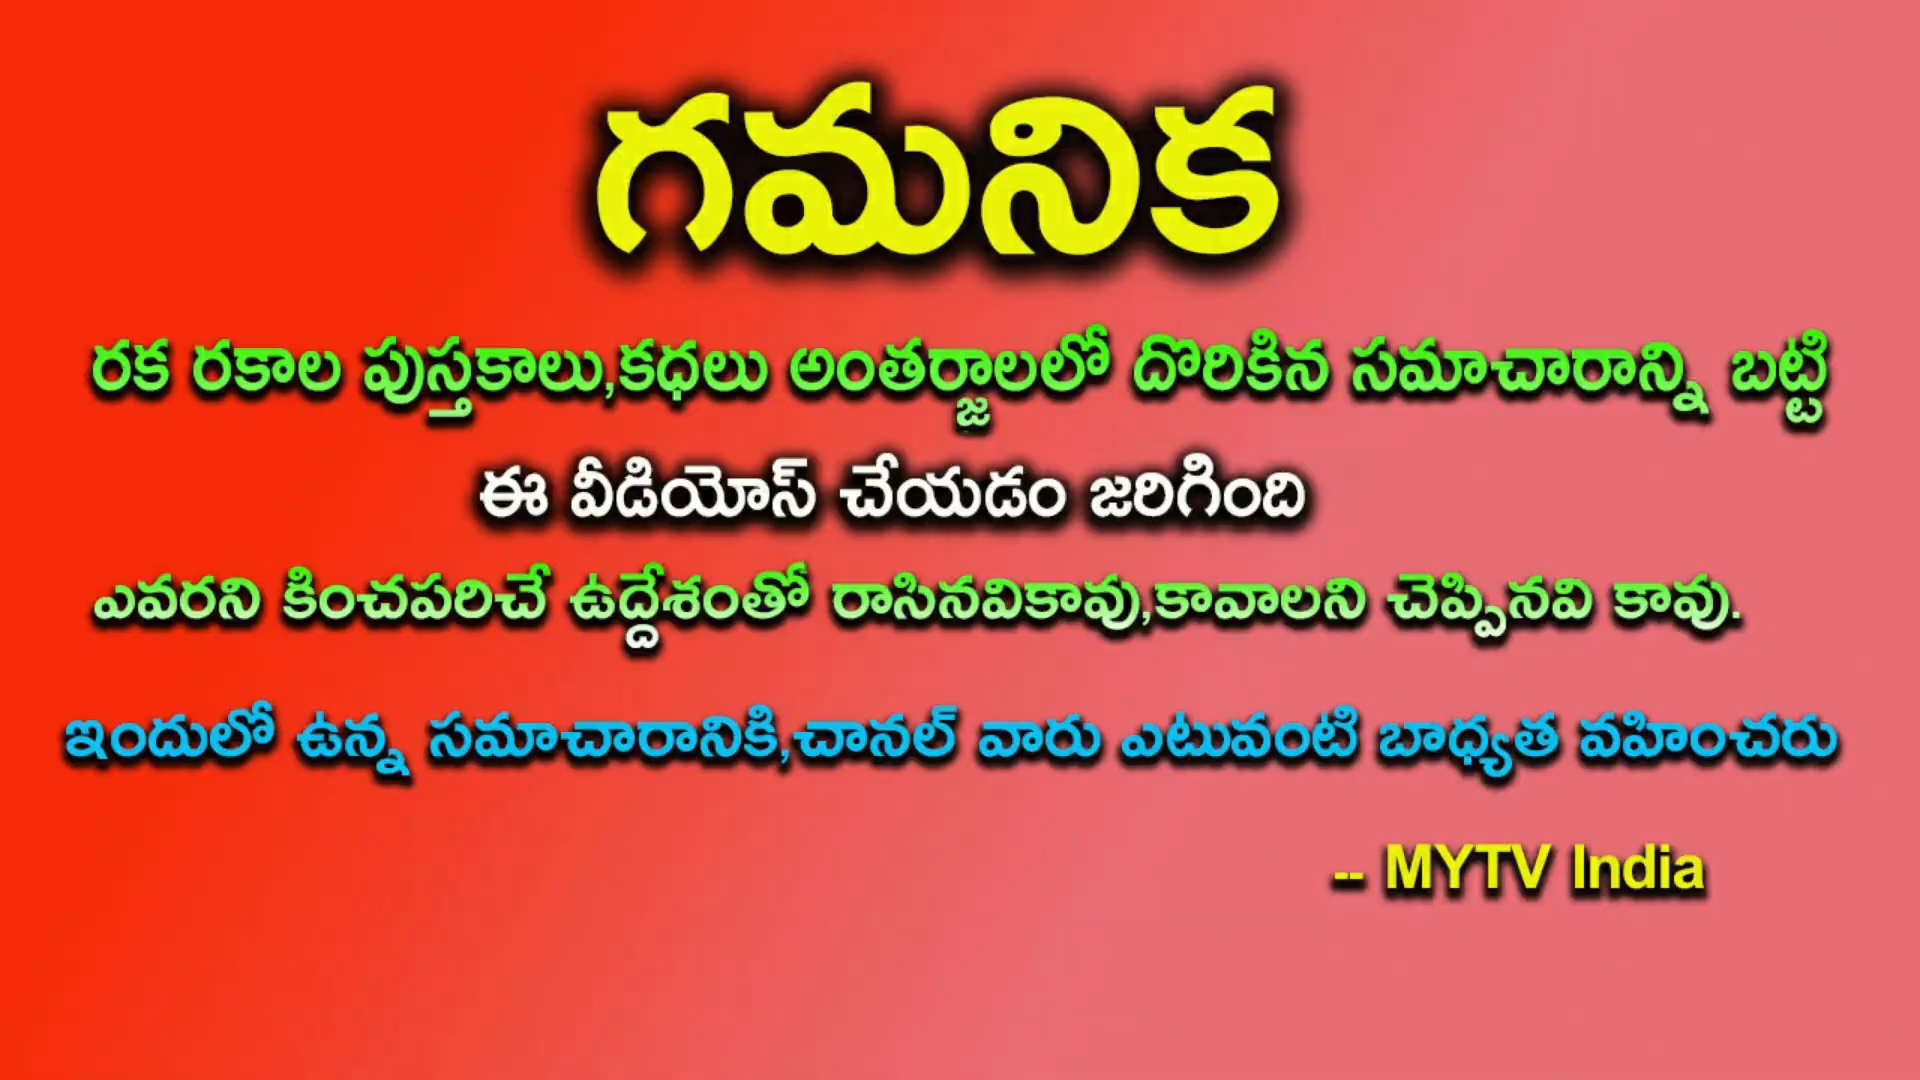 గమనిక
రక రకాల పుస్తకాలు,కధలు అంతర్జాలలో దొరికిన సమాచారాన్ని బట్టి
ఈ వీడియోస్ చేయడం జరిగింది
ఎవరని కించపరిచే ఉద్దేశంతో రాసినవికావు,కావాలని చెప్పినవి కావు.
ఇందులో ఉన్న సమాచారానికి,చానల్ వారు ఎటువంటి బాధ్యత వహించరు
-- MYTV India